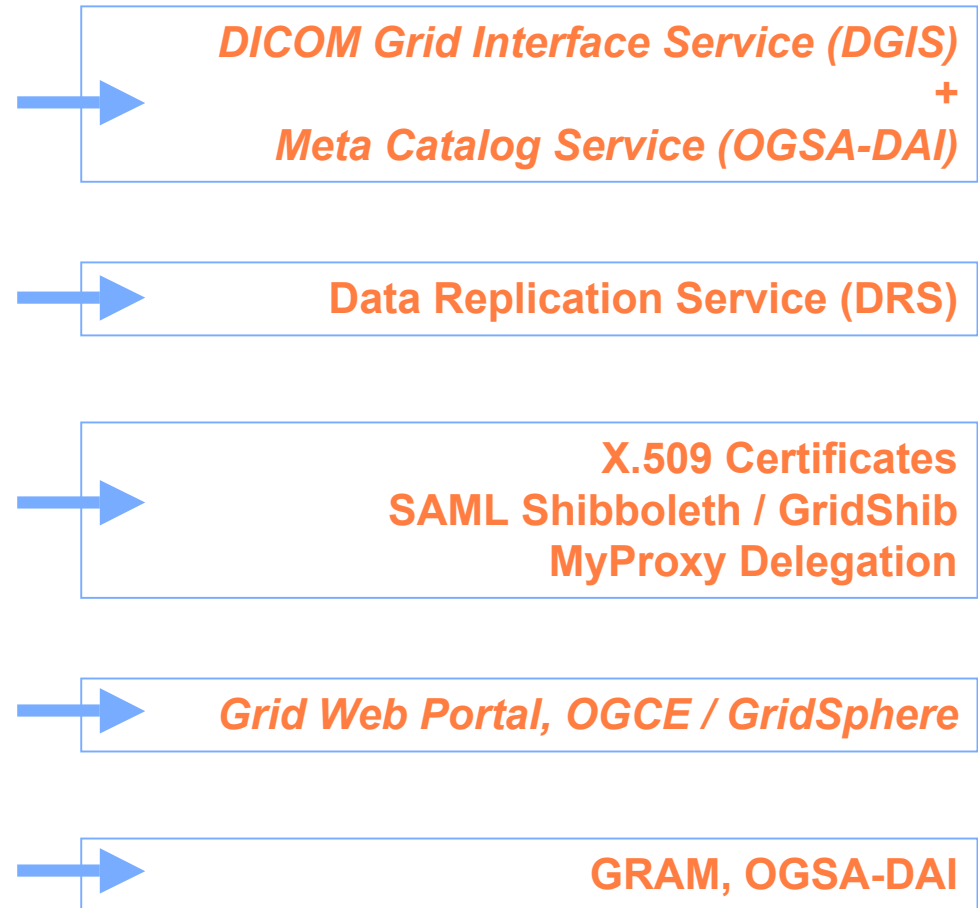 DICOM Grid Interface Service (DGIS)
+
Meta Catalog Service (OGSA-DAI)
Data Replication Service (DRS)
X.509 Certificates
SAML Shibboleth / GridShib
MyProxy Delegation
Grid Web Portal, OGCE / GridSphere
GRAM, OGSA-DAI